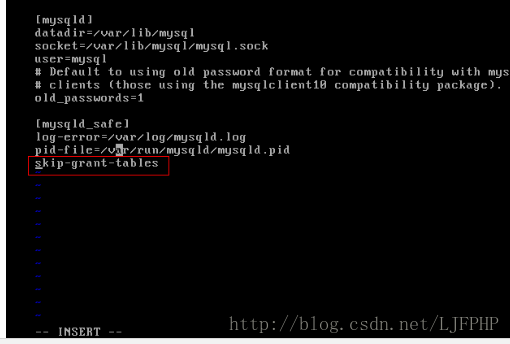 [mysqld]
datadir=/var/lib/mysql
socket=/var/lib/mysql/mysql.sock
user=mysql
# Default to using old password format for compatibility with mys
# clients (those using the mysqlclient10 compatibility package).
old_passwords=1
[mysqld_safe]
log-error=/var/log/mysqld.log
pid-file=/var/run/mysqld/mysqld.pid
skip-grant-tables
~
~
~
~
~
~
~
~
~
~
~
~
-- INSERT --
http://blog.csdn.net/LJFPHP